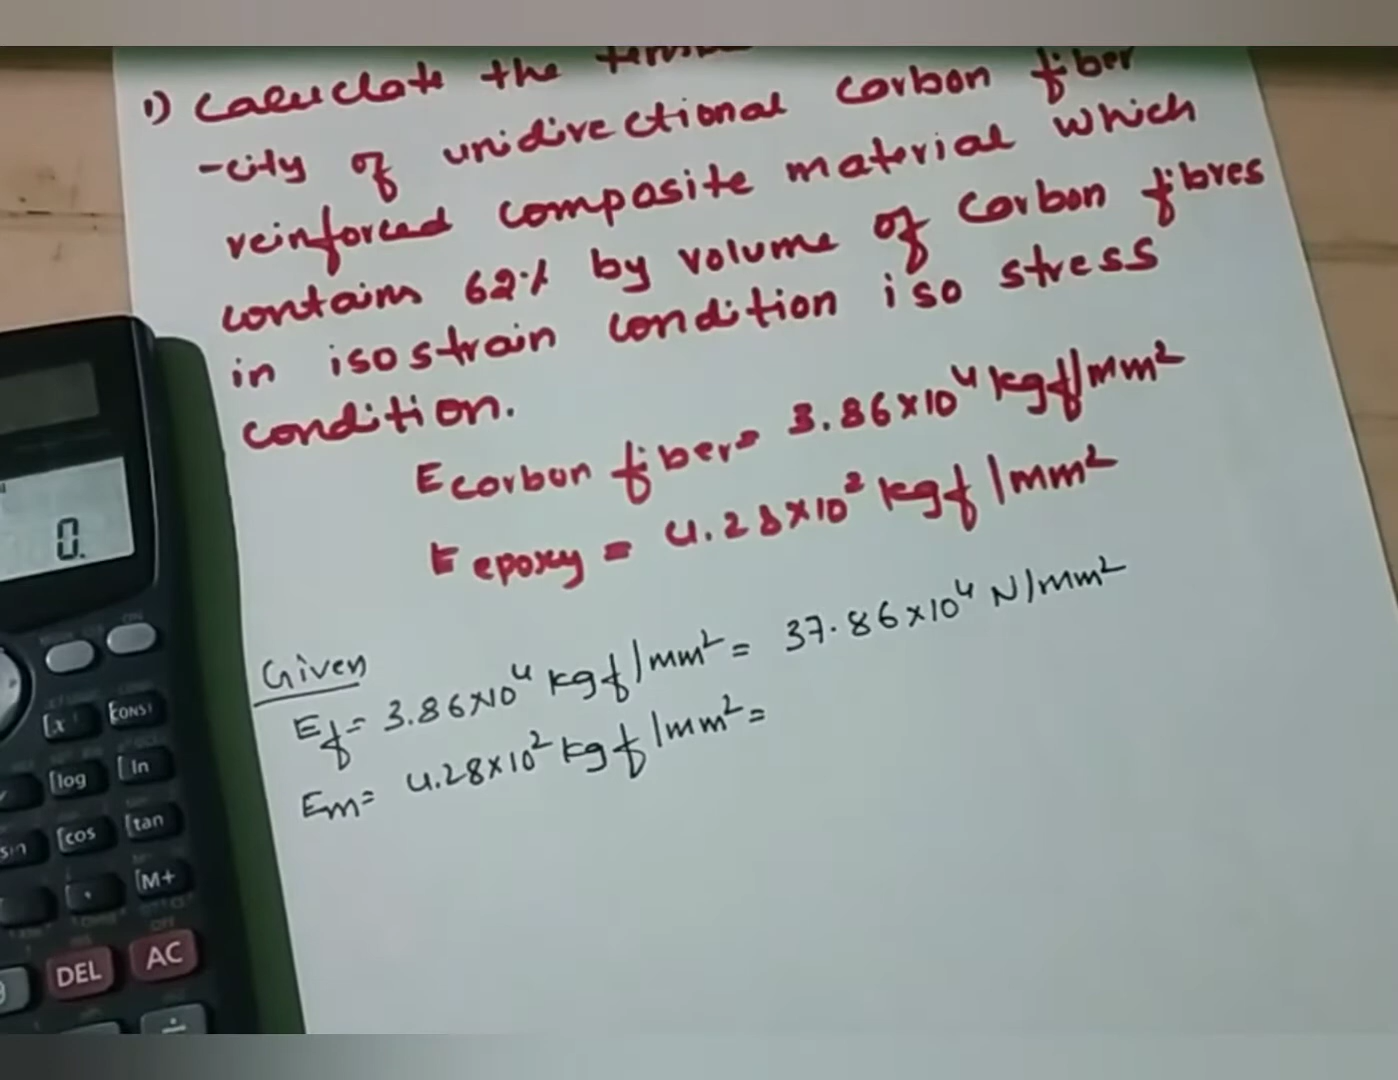 1) Caluclate the
-city of unidirectional carbon fiber
reinforced composite material which
contains 62% by volume of carbon fibres
in isostrain condition iso stress
condition.
E carbon fiber = 3.86×10⁴ kgf/mm²
E epoxy = 4.28×10² kgf/mm²
Given
Ef = 3.86×10⁴ kgf/mm² = 37.86×10⁴ N/mm²
Em = 4.28×10² kgf/mm² =
0.
CONST
log
ln
sin
cos
tan
,
M+
DEL
AC
÷